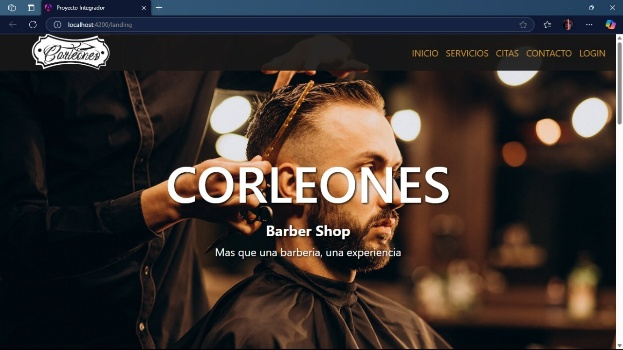 Proyecto Integrador
localhost:4200/landing
Corleones
INICIO SERVICIOS CITAS CONTACTO LOGIN
CORLEONES
Barber Shop
Mas que una barberia, una experiencia